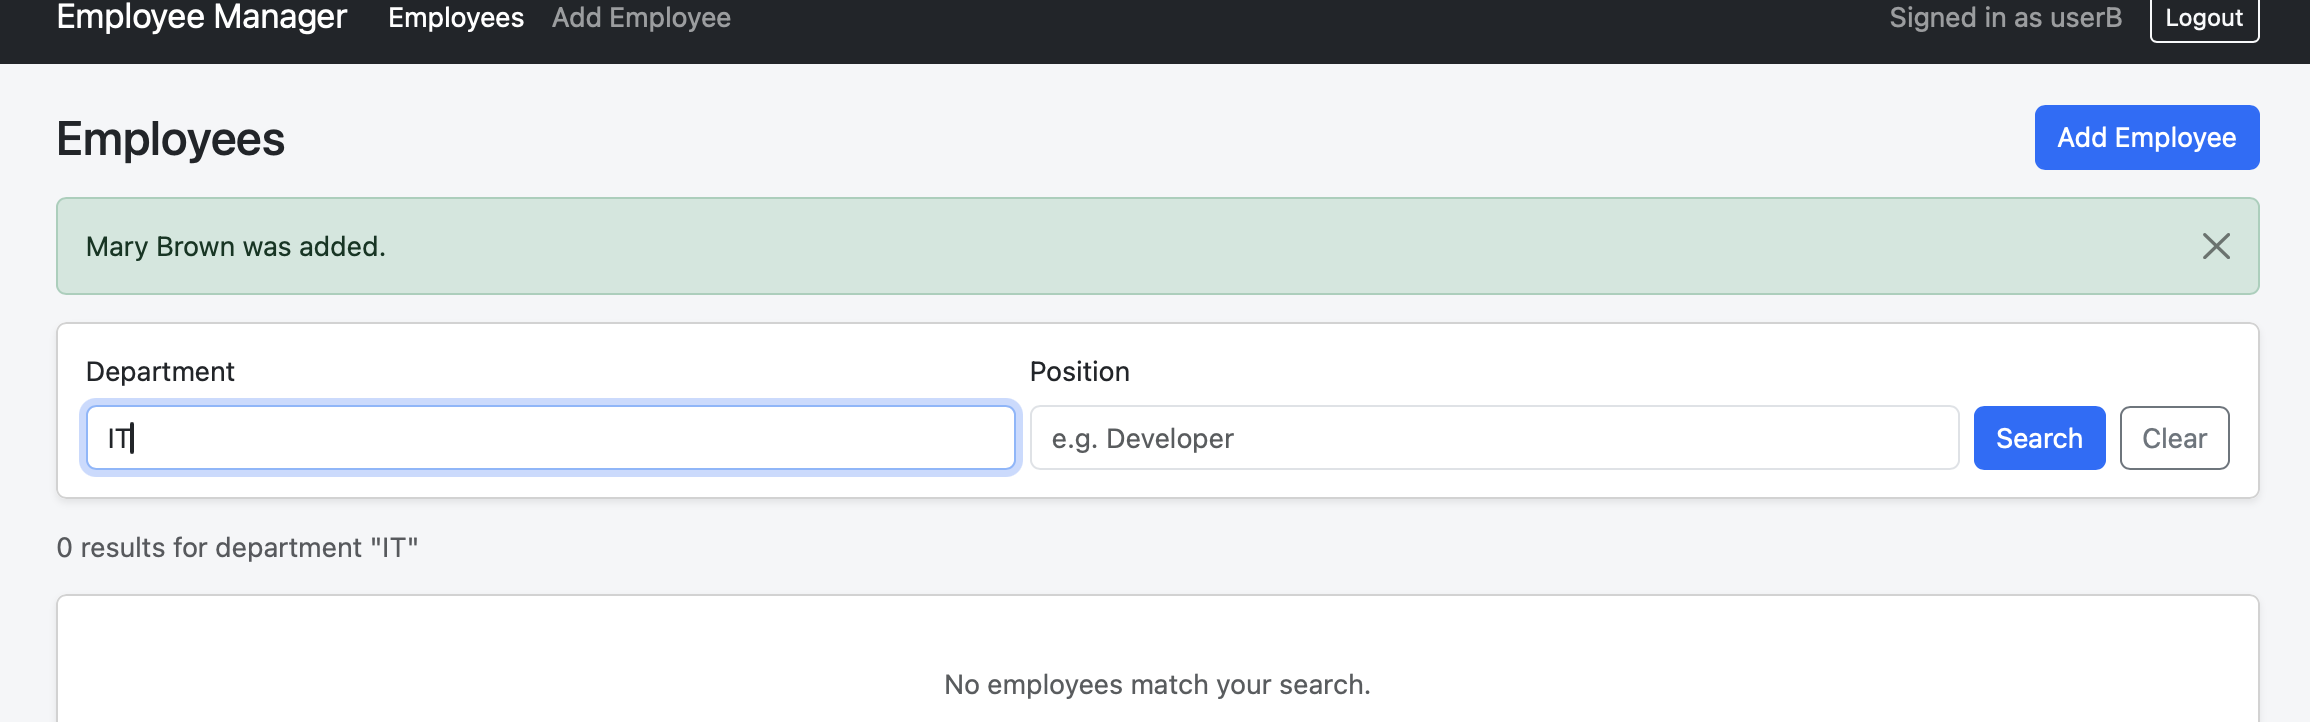 Employee Manager Employees Add Employee Signed in as userB Logout
Employees Add Employee
Mary Brown was added.
Department Position
IT e.g. Developer Search Clear
0 results for department "IT"
No employees match your search.